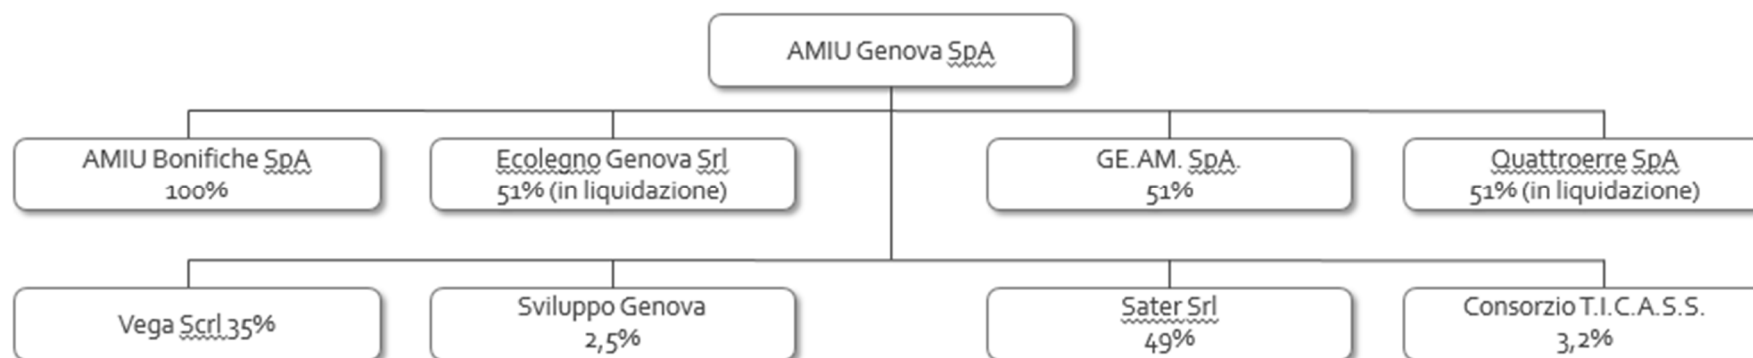 AMIU Genova SpA
AMIU Bonifiche SpA
100%
Ecolegno Genova Srl
51% (in liquidazione)
GE.AM. SpA.
51%
Quattroerre SpA
51% (in liquidazione)
Vega Scrl 35%
Sviluppo Genova
2,5%
Sater Srl
49%
Consorzio T.I.C.A.S.S.
3,2%